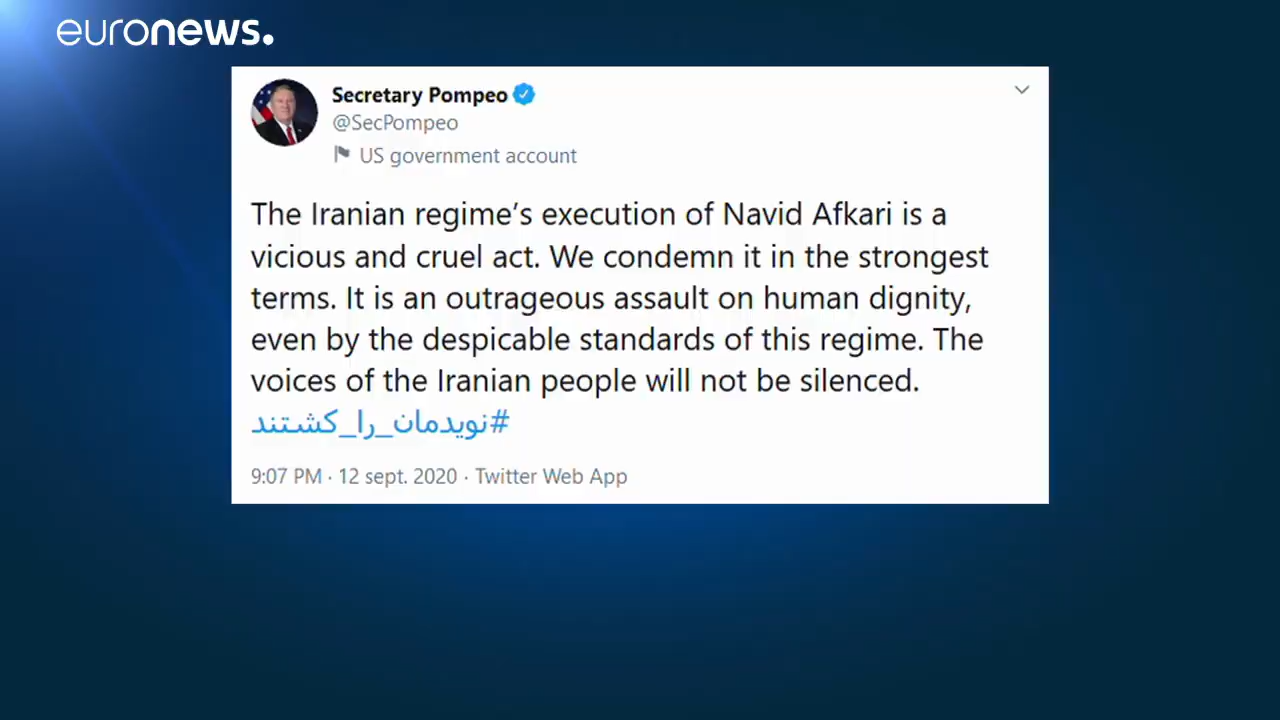 euronews.
Secretary Pompeo
@SecPompeo
US government account
The Iranian regime’s execution of Navid Afkari is a
vicious and cruel act. We condemn it in the strongest
terms. It is an outrageous assault on human dignity,
even by the despicable standards of this regime. The
voices of the Iranian people will not be silenced.
#نویدمان_را_کشتند
9:07 PM · 12 sept. 2020 · Twitter Web App